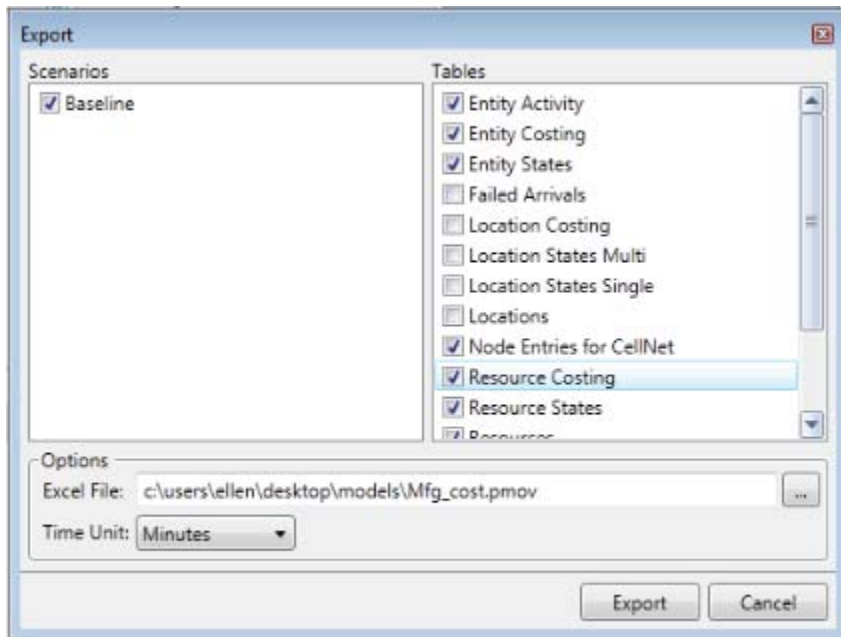 Export
Scenarios
Baseline
Tables
Entity Activity
Entity Costing
Entity States
Failed Arrivals
Location Costing
Location States Multi
Location States Single
Locations
Node Entries for CellNet
Resource Costing
Resource States
Resources
Options
Excel File: c:\users\ellen\desktop\models\Mfg_cost.pmov ...
Time Unit: Minutes
Export Cancel